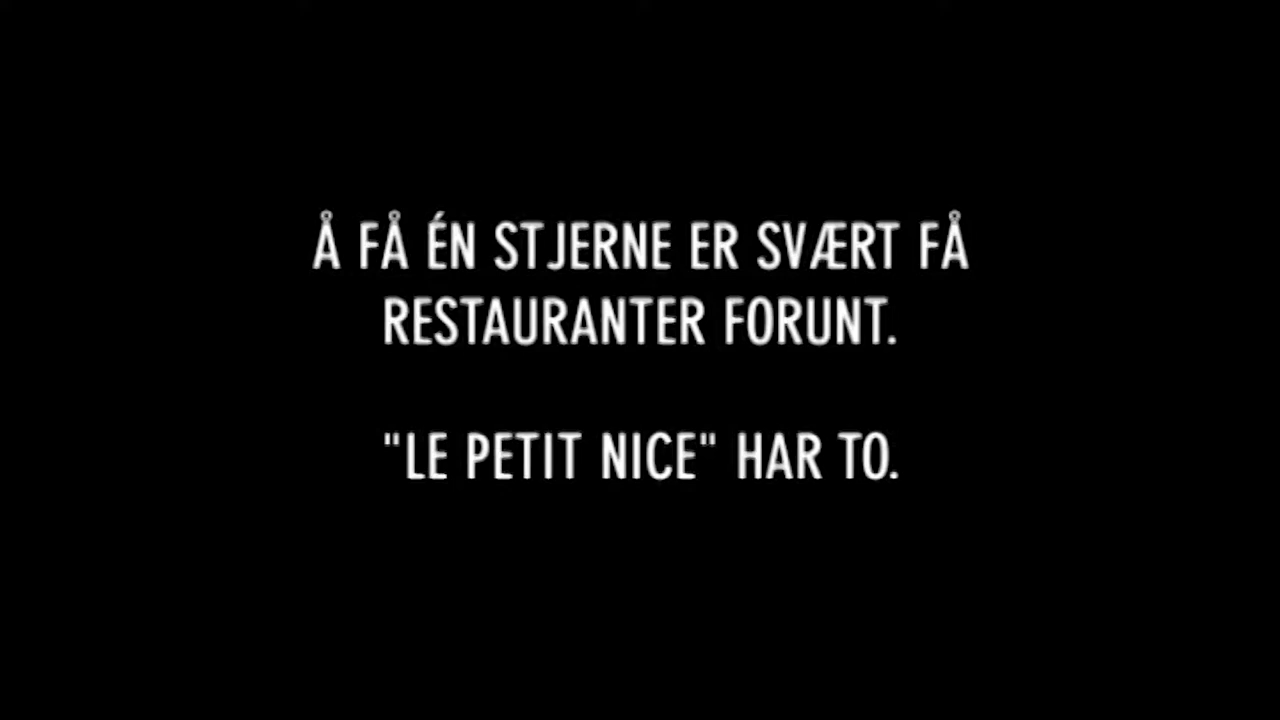 Å FÅ ÉN STJERNE ER SVÆRT FÅ
RESTAURANTER FORUNT.
"LE PETIT NICE" HAR TO.